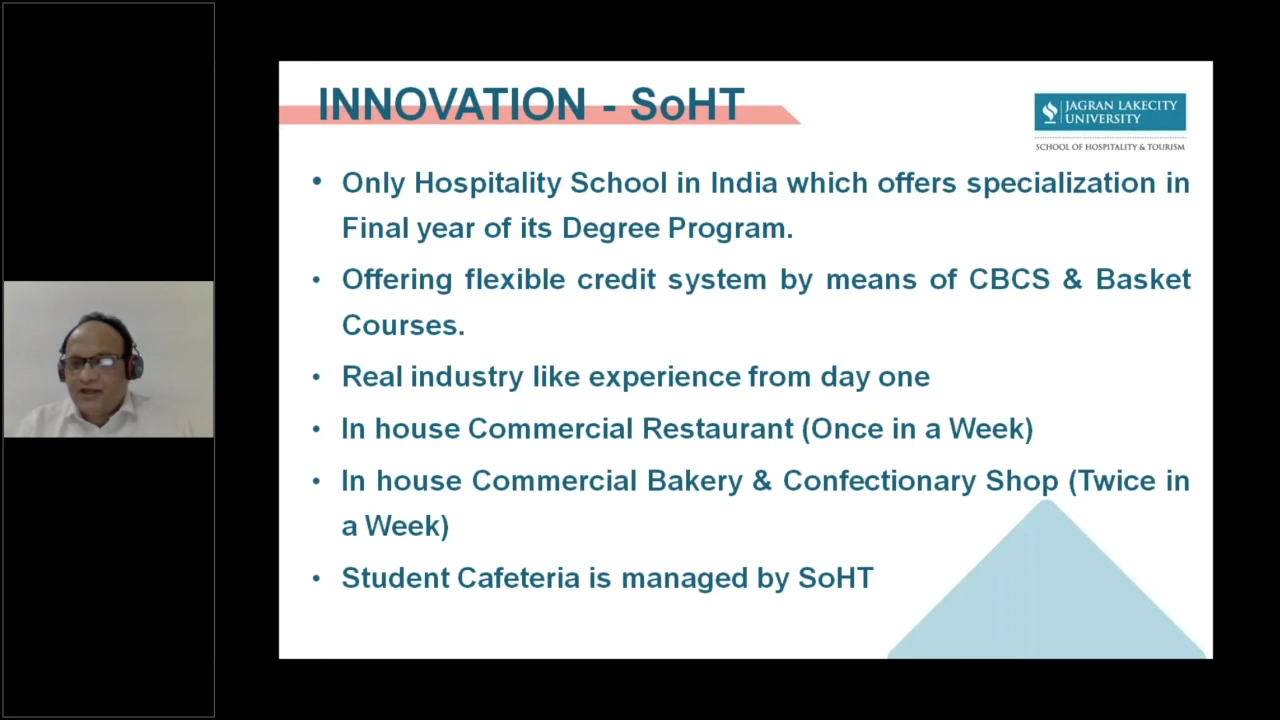 INNOVATION - SoHT
JAGRAN LAKECITY
UNIVERSITY
SCHOOL OF HOSPITALITY & TOURISM
• Only Hospitality School in India which offers specialization in
Final year of its Degree Program.
• Offering flexible credit system by means of CBCS & Basket
Courses.
• Real industry like experience from day one
• In house Commercial Restaurant (Once in a Week)
• In house Commercial Bakery & Confectionary Shop (Twice in
a Week)
• Student Cafeteria is managed by SoHT